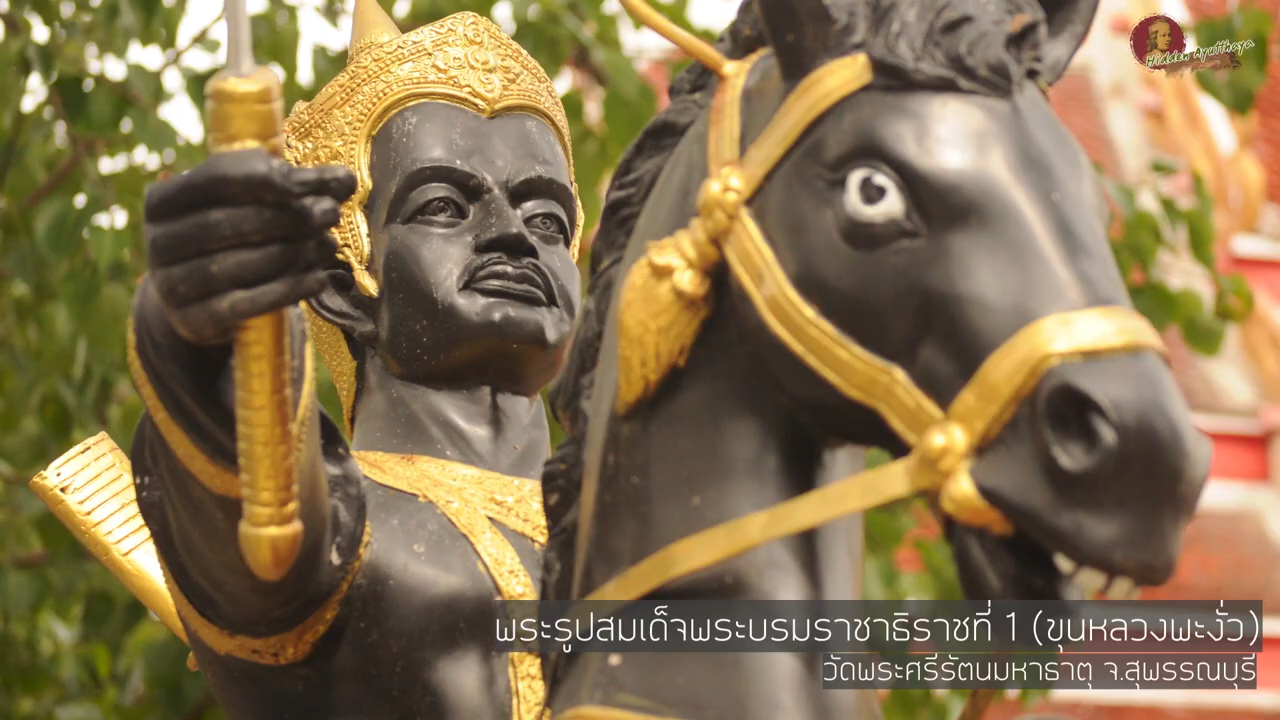 Hidden Ayutthaya
พระรูปสมเด็จพระบรมราชาธิราชที่ 1 (ขุนหลวงพะงั่ว)
วัดพระศรีรัตนมหาธาตุ จ.สุพรรณบุรี